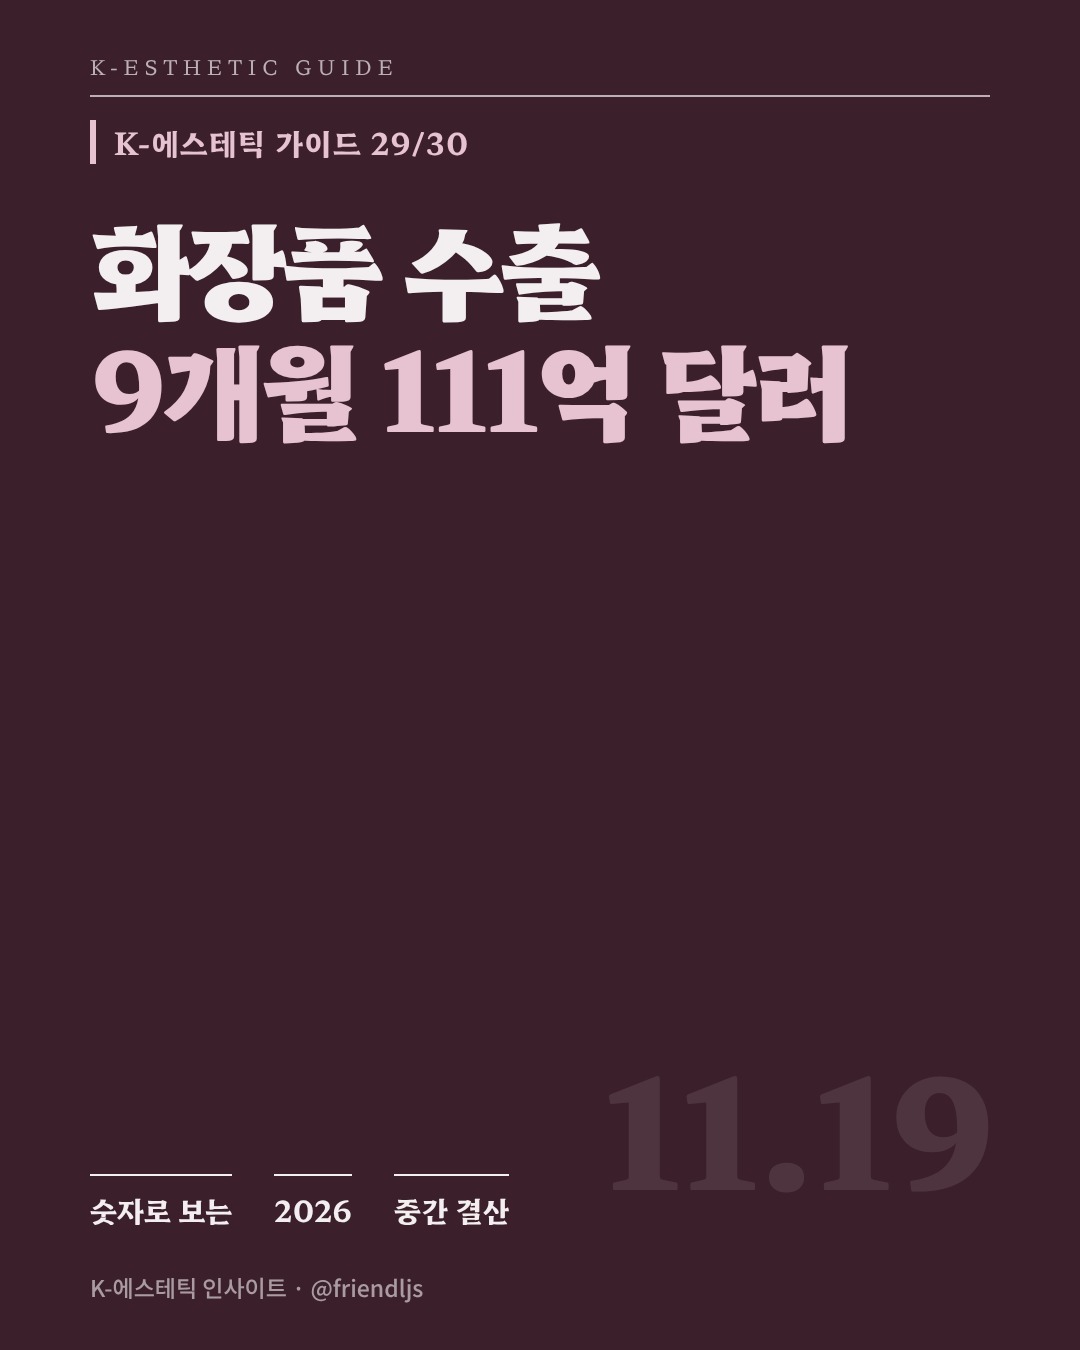 K-ESTHETIC GUIDE
K-에스테틱 가이드 29/30
화장품 수출
9개월 111억 달러
11.19
숫자로 보는 2026 중간 결산
K-에스테틱 인사이트 · @friendljs